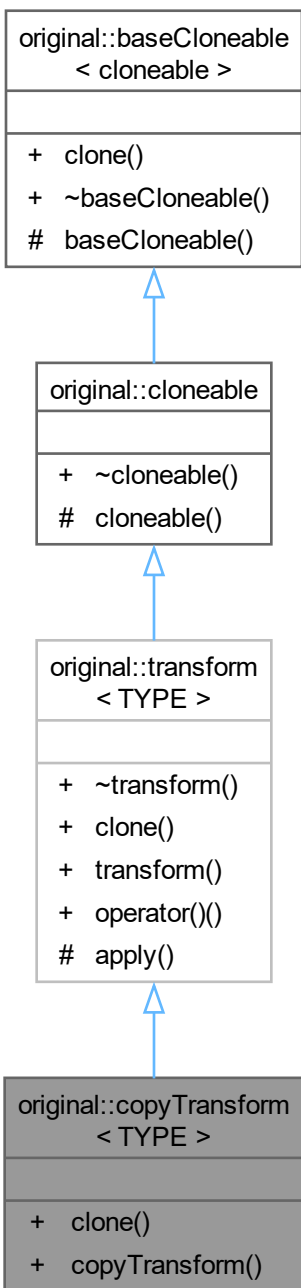 original::baseCloneable
< cloneable >
+ clone()
+ ~baseCloneable()
# baseCloneable()
original::cloneable
+ ~cloneable()
# cloneable()
original::transform
< TYPE >
+ ~transform()
+ clone()
+ transform()
+ operator()()
# apply()
original::copyTransform
< TYPE >
+ clone()
+ copyTransform()